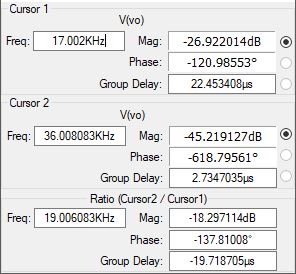 Cursor 1
V(vo)
Freq: 17.002KHz Mag: -26.922014dB
Phase: -120.98553°
Group Delay: 22.453408µs
Cursor 2
V(vo)
Freq: 36.008083KHz Mag: -45.219127dB
Phase: -618.79561°
Group Delay: 2.7347035µs
Ratio (Cursor2 / Cursor1)
Freq: 19.006083KHz Mag: -18.297114dB
Phase: -137.81008°
Group Delay: -19.718705µs